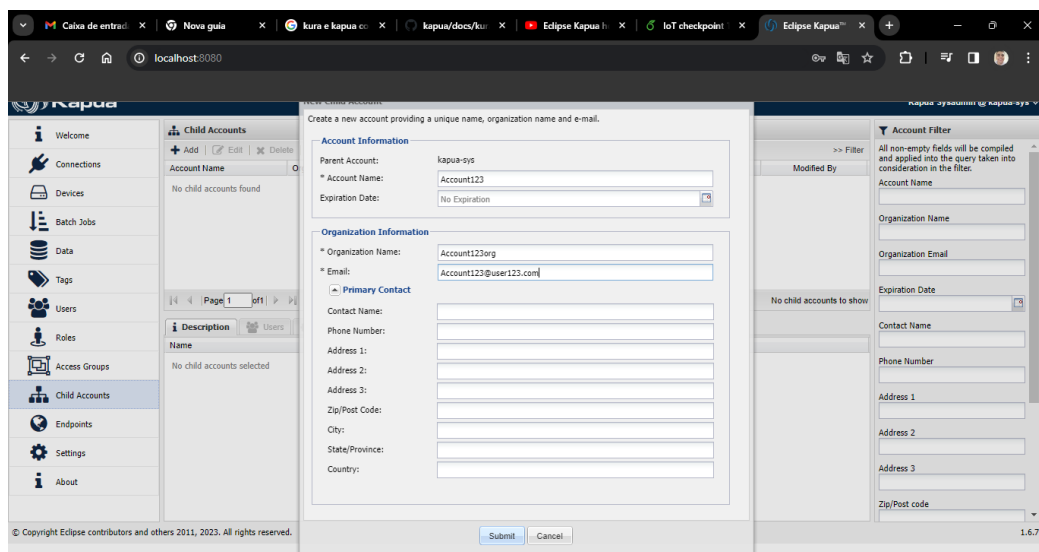 Caixa de entrada
Nova guia
kura e kapua co
kapua/docs/kur
Eclipse Kapua h
IoT checkpoint
Eclipse Kapua™
localhost:8080
Kapua
Kapua Sysadmin @ kapua-sys
Welcome
Connections
Devices
Batch Jobs
Data
Tags
Users
Roles
Access Groups
Child Accounts
Endpoints
Settings
About
Child Accounts
Add
Edit
Delete
>> Filter
Account Name
O
Modified By
No child accounts found
Page 1 of1
No child accounts to show
Description
Users
Name
No child accounts selected
New Child Account
Create a new account providing a unique name, organization name and e-mail.
Account Information
Parent Account: kapua-sys
* Account Name: Account123
Expiration Date: No Expiration
Organization Information
* Organization Name: Account123org
* Email: Account123@user123.com
Primary Contact
Contact Name:
Phone Number:
Address 1:
Address 2:
Address 3:
Zip/Post Code:
City:
State/Province:
Country:
Submit
Cancel
Account Filter
All non-empty fields will be compiled
and applied into the query taken into
consideration in the filter.
Account Name
Organization Name
Organization Email
Expiration Date
Contact Name
Phone Number
Address 1
Address 2
Address 3
Zip/Post code
© Copyright Eclipse contributors and others 2011, 2023. All rights reserved.
1.6.7